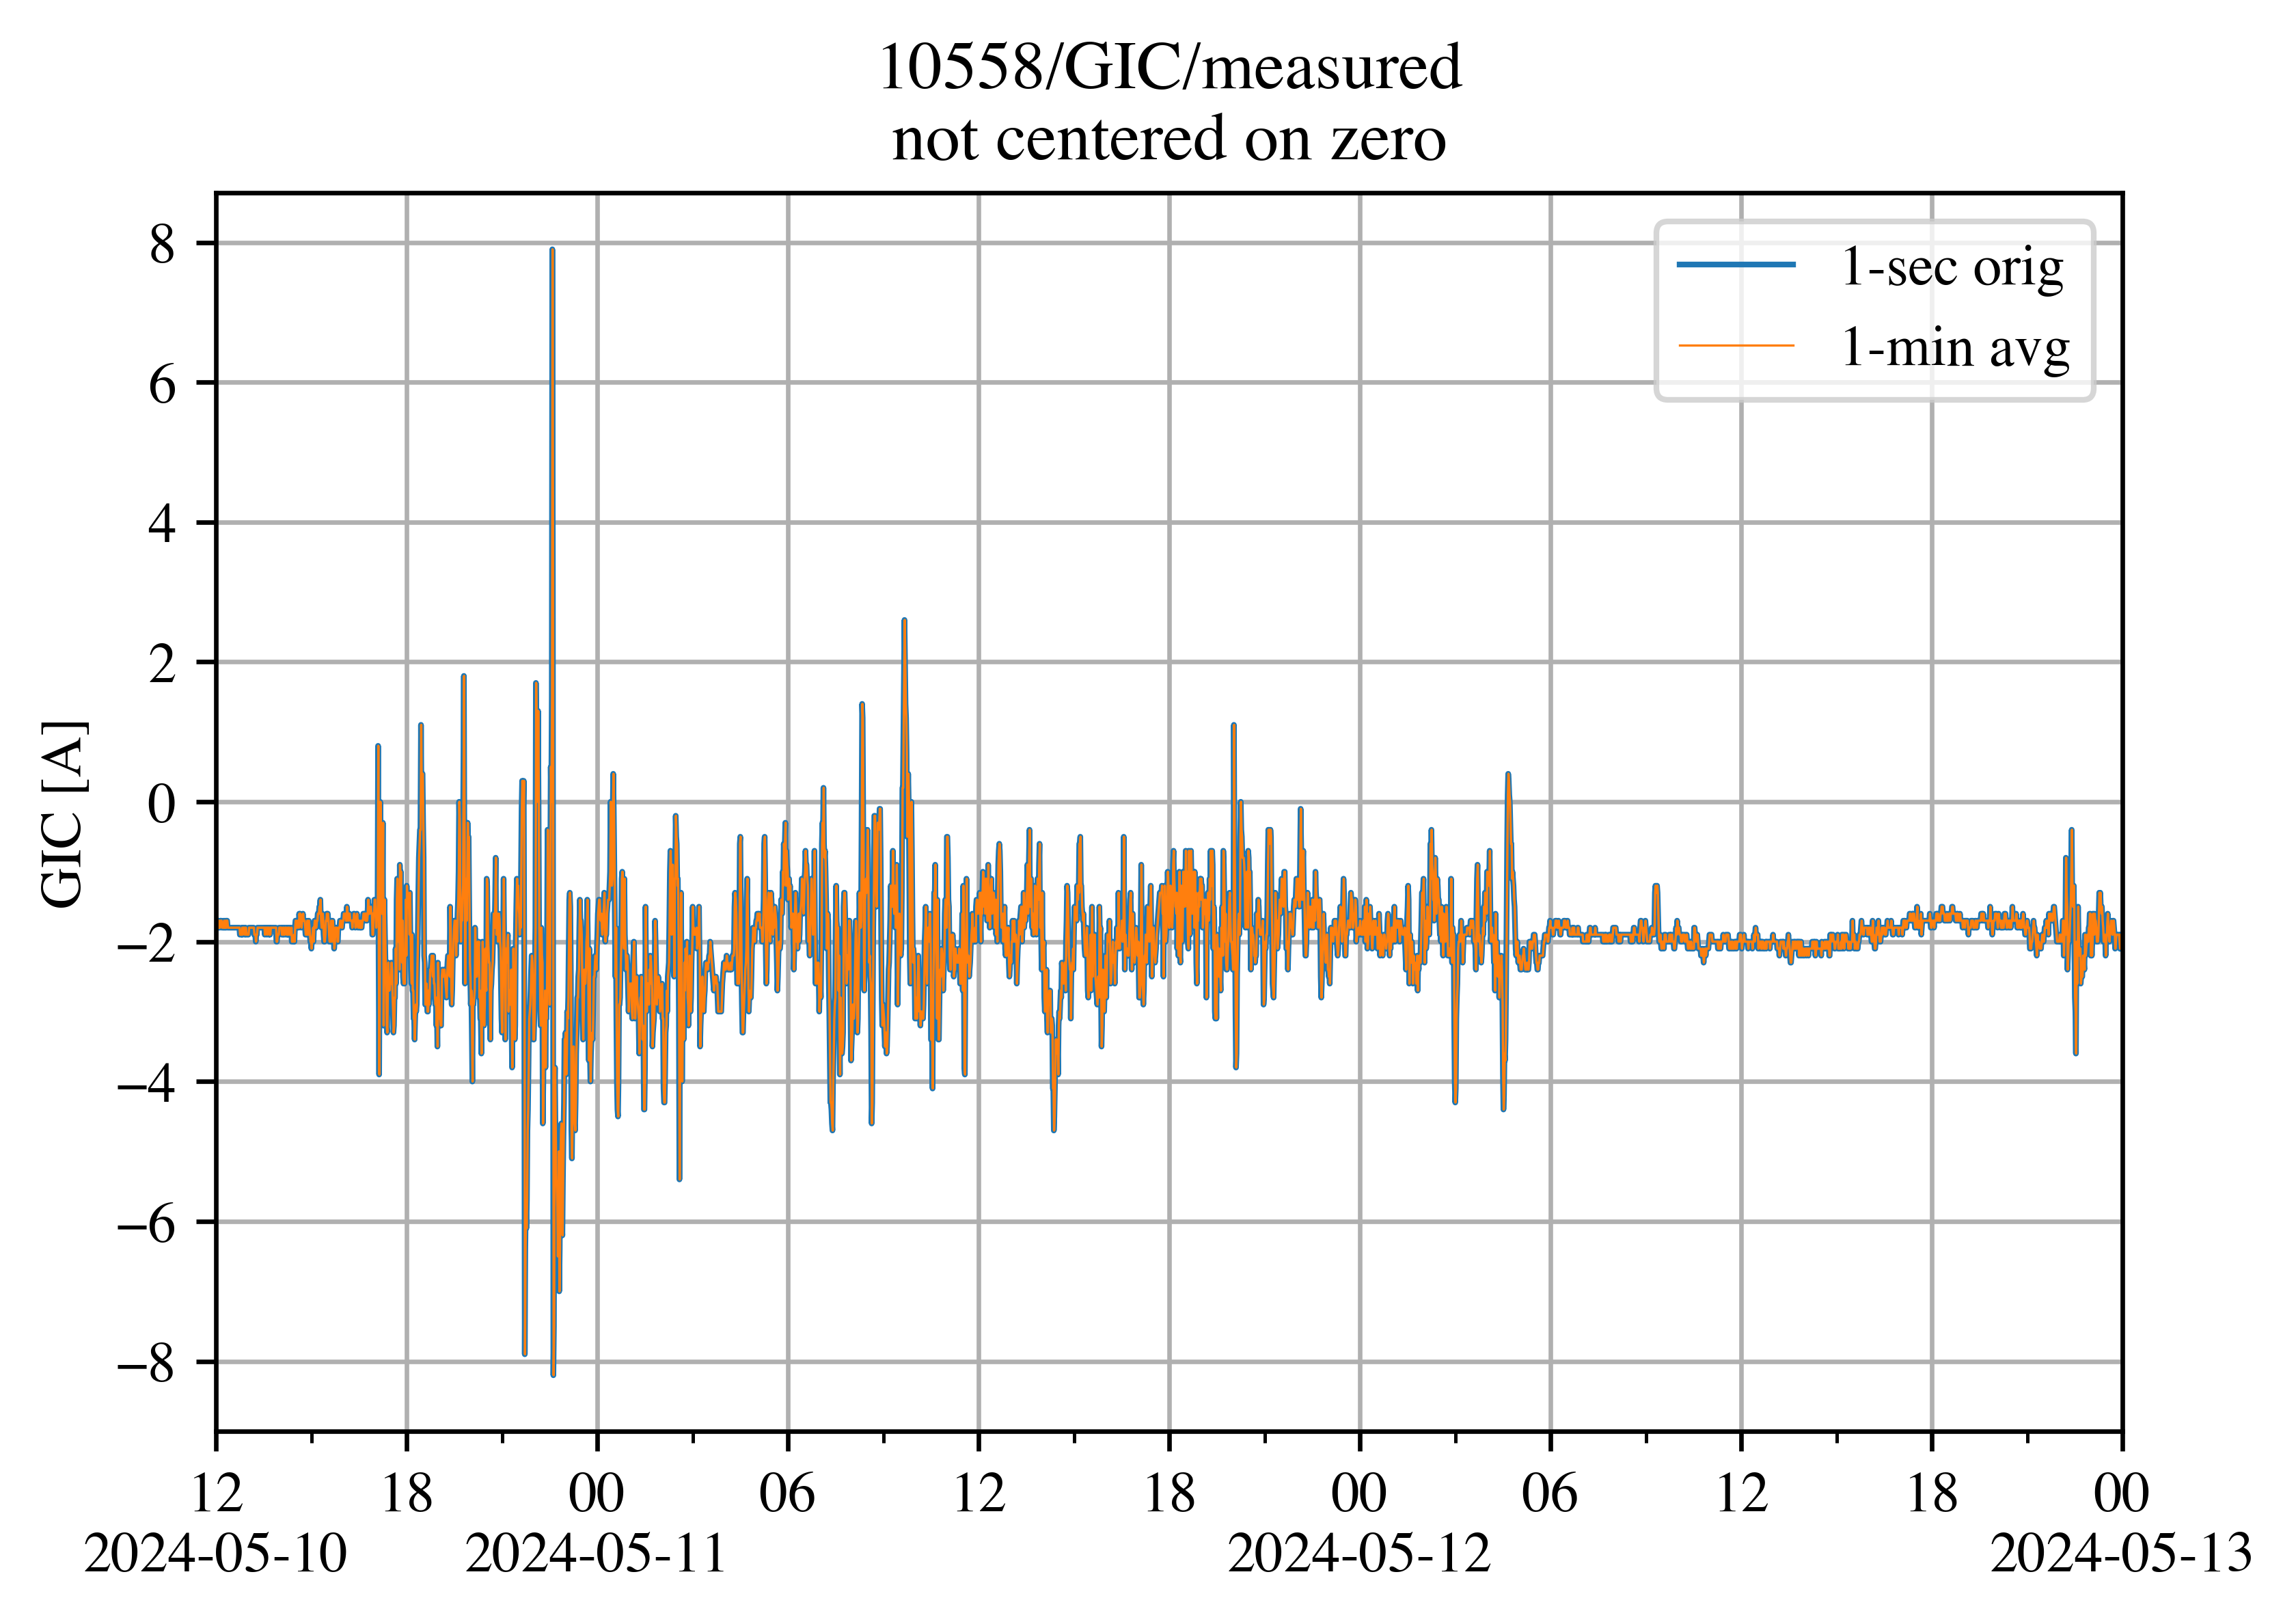 10558/GIC/measured
not centered on zero
1-sec orig
1-min avg
GIC [A]
8
6
4
2
0
−2
−4
−6
−8
12 18 00 06 12 18 00 06 12 18 00
2024-05-10 2024-05-11 2024-05-12 2024-05-13